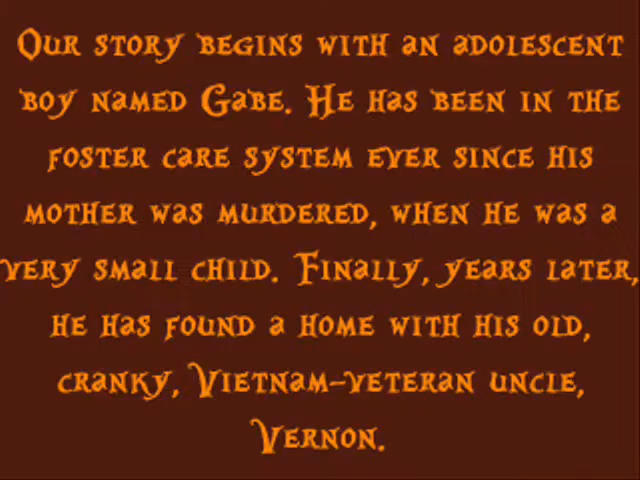 Our story begins with an adolescent
boy named Gabe. He has been in the
foster care system ever since his
mother was murdered, when he was a
very small child. Finally, years later,
he has found a home with his old,
cranky, Vietnam-veteran uncle,
Vernon.